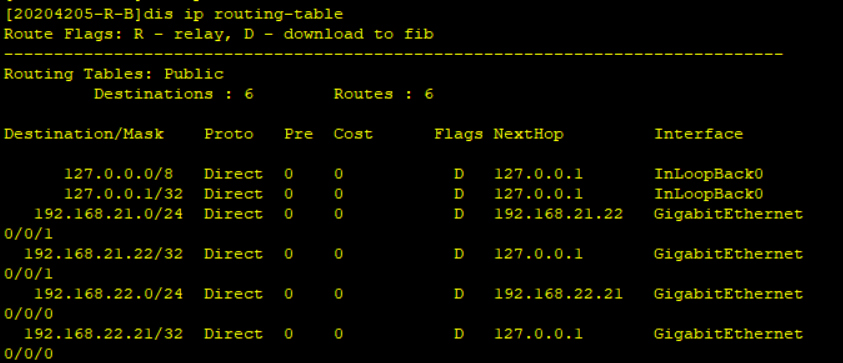 [20204205-R-B]dis ip routing-table
Route Flags: R - relay, D - download to fib
------------------------------------------------------------------------------
Routing Tables: Public
         Destinations : 6        Routes : 6

Destination/Mask    Proto   Pre  Cost      Flags NextHop         Interface

      127.0.0.0/8   Direct  0    0           D   127.0.0.1       InLoopBack0
      127.0.0.1/32  Direct  0    0           D   127.0.0.1       InLoopBack0
   192.168.21.0/24  Direct  0    0           D   192.168.21.22   GigabitEthernet
0/0/1
  192.168.21.22/32  Direct  0    0           D   127.0.0.1       GigabitEthernet
0/0/1
   192.168.22.0/24  Direct  0    0           D   192.168.22.21   GigabitEthernet
0/0/0
  192.168.22.21/32  Direct  0    0           D   127.0.0.1       GigabitEthernet
0/0/0